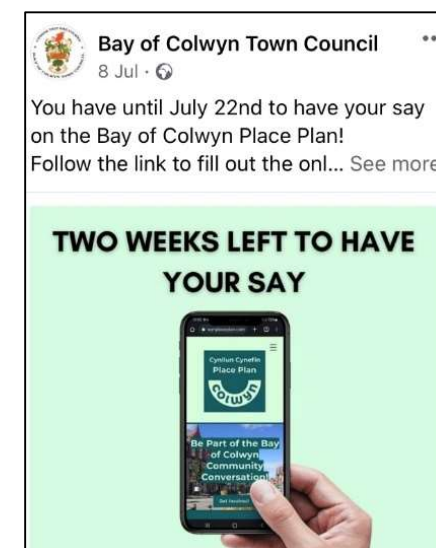 Bay of Colwyn Town Council
8 Jul ·
You have until July 22nd to have your say
on the Bay of Colwyn Place Plan!
Follow the link to fill out the onl... See more
TWO WEEKS LEFT TO HAVE
YOUR SAY
Cynllun Cynefin
Place Plan
COLWYN
Be Part of the Bay
of Colwyn
Community
Conversation!
Get Involved